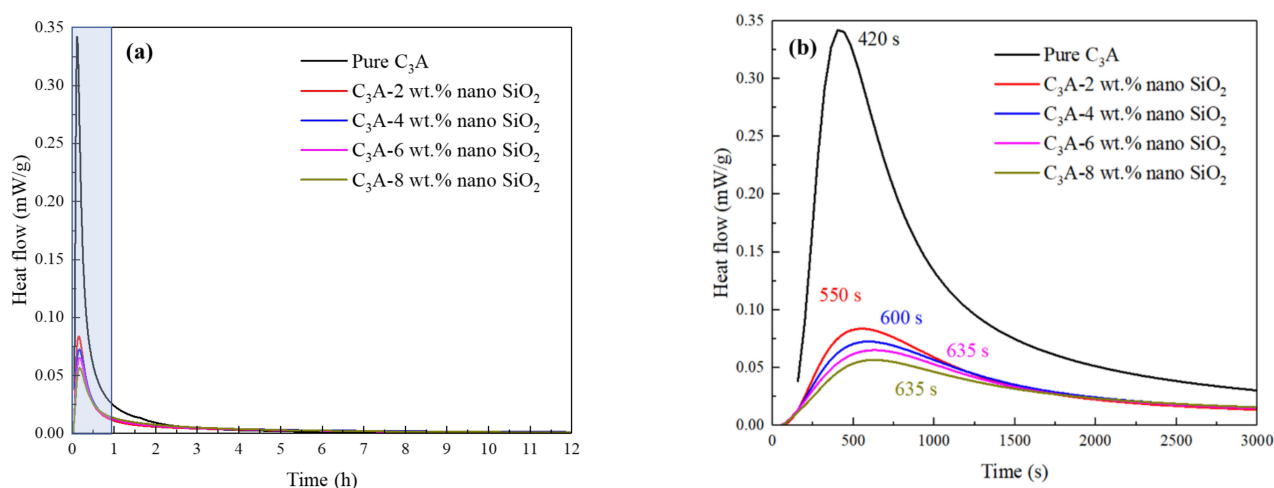 (a)
Pure C₃A
C₃A-2 wt.% nano SiO₂
C₃A-4 wt.% nano SiO₂
C₃A-6 wt.% nano SiO₂
C₃A-8 wt.% nano SiO₂
Heat flow (mW/g)
0.35
0.30
0.25
0.20
0.15
0.10
0.05
0.00
0 1 2 3 4 5 6 7 8 9 10 11 12
Time (h)
(b)
420 s
Pure C₃A
C₃A-2 wt.% nano SiO₂
C₃A-4 wt.% nano SiO₂
C₃A-6 wt.% nano SiO₂
C₃A-8 wt.% nano SiO₂
550 s
600 s
635 s
635 s
Heat flow (mW/g)
0.35
0.30
0.25
0.20
0.15
0.10
0.05
0.00
0 500 1000 1500 2000 2500 3000
Time (s)